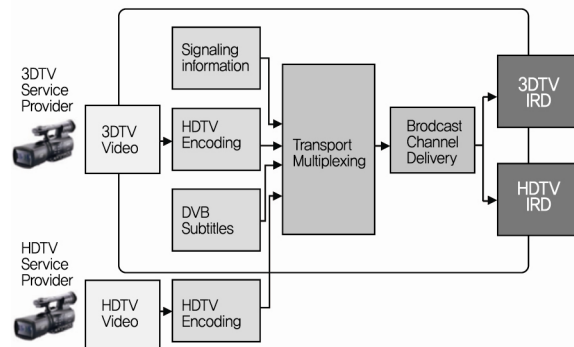 3DTV
Service
Provider
3DTV
Video
Signaling
information
HDTV
Encoding
DVB
Subtitles
Transport
Multiplexing
Brodcast
Channel
Delivery
3DTV
IRD
HDTV
IRD
HDTV
Service
Provider
HDTV
Video
HDTV
Encoding